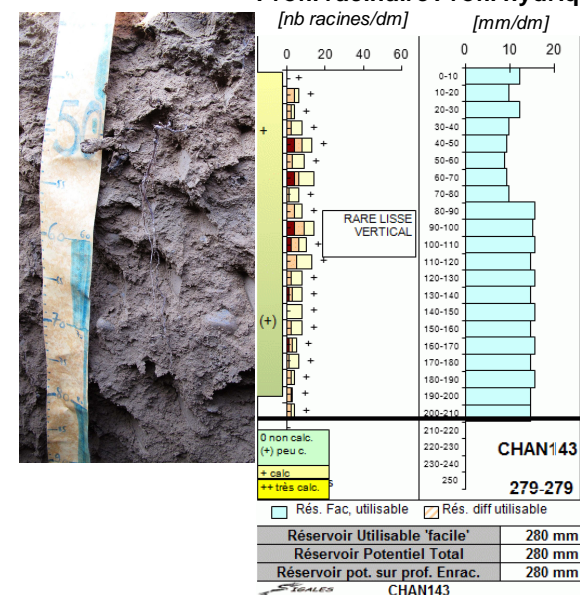 Profil racinaire Profil hydriq
[nb racines/dm] [mm/dm]
0 20 40 60 0 10 20
0-10
10-20
20-30
+
30-40
40-50
50-60
60-70
70-80
80-90
RARE LISSE
VERTICAL
90-100
100-110
110-120
120-130
130-140
140-150
(+)
150-160
160-170
170-180
180-190
190-200
200-210
210-220
220-230
230-240
250
0 non calc.
(+) peu c.
+ calc
++ très calc.
CHAN143
279-279
Rés. Fac, utilisable Rés. diff utilisable
Réservoir Utilisable 'facile' 280 mm
Réservoir Potentiel Total 280 mm
Réservoir pot. sur prof. Enrac. 280 mm
SIGALES CHAN143
50
60